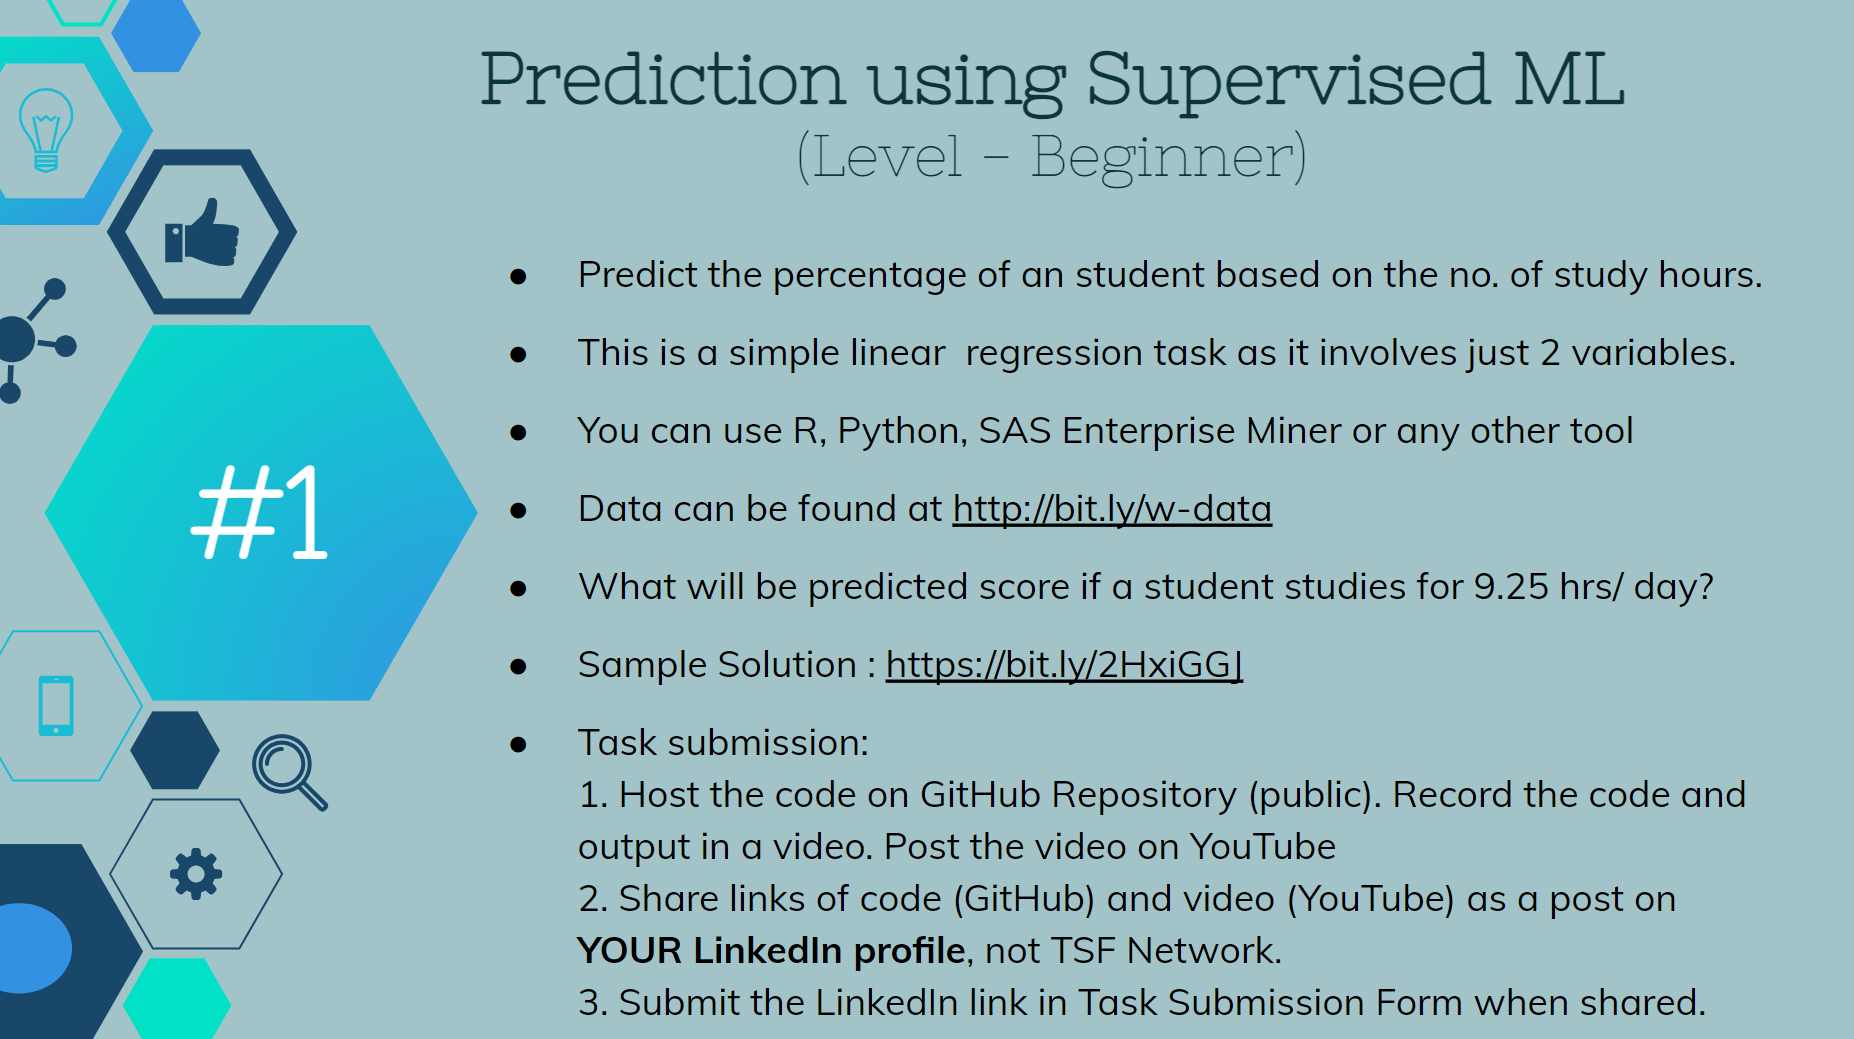 Prediction using Supervised ML
(Level - Beginner)
#1
● Predict the percentage of an student based on the no. of study hours.
● This is a simple linear  regression task as it involves just 2 variables.
● You can use R, Python, SAS Enterprise Miner or any other tool
● Data can be found at http://bit.ly/w-data
● What will be predicted score if a student studies for 9.25 hrs/ day?
● Sample Solution : https://bit.ly/2HxiGGJ
● Task submission:
1. Host the code on GitHub Repository (public). Record the code and
output in a video. Post the video on YouTube
2. Share links of code (GitHub) and video (YouTube) as a post on
YOUR LinkedIn profile, not TSF Network.
3. Submit the LinkedIn link in Task Submission Form when shared.